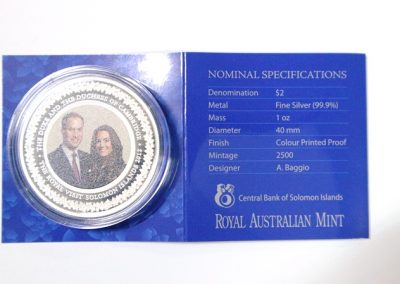 THE DUKE AND THE DUCHESS OF CAMBRIDGE
ROYAL VISIT SOLOMON ISLANDS
NOMINAL SPECIFICATIONS
Denomination $2
Metal Fine Silver (99.9%)
Mass 1 oz
Diameter 40 mm
Finish Colour Printed Proof
Mintage 2500
Designer A. Baggio
Central Bank of Solomon Islands
ROYAL AUSTRALIAN MINT